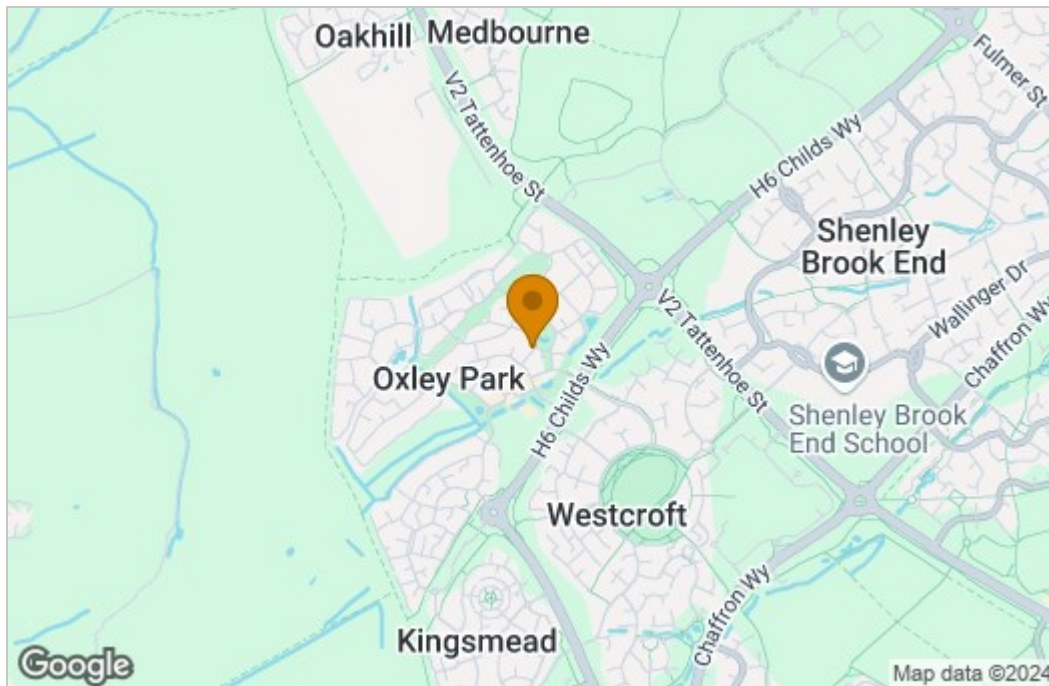 Oakhill
Medbourne
Fulmer St
V2 Tattenhoe St
H6 Childs Wy
Shenley
Brook End
Wallinger Dr
V2 Tattenhoe St
Chaffron Wy
Oxley Park
H6 Childs Wy
Shenley Brook
End School
Westcroft
Chaffron Wy
Kingsmead
Google
Map data ©2024